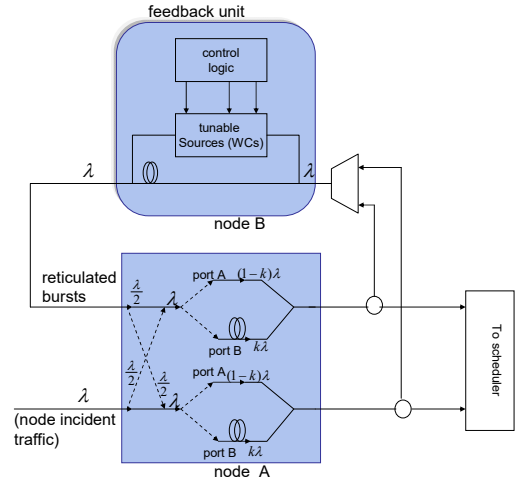 feedback unit
control
logic
tunable
Sources (WCs)
λ
λ
node B
reticulated
bursts
λ/2
λ
port A
(1−k)λ
port B
kλ
λ/2
λ/2
λ
(node incident
traffic)
λ
port A
(1−k)λ
port B
kλ
node A
To scheduler